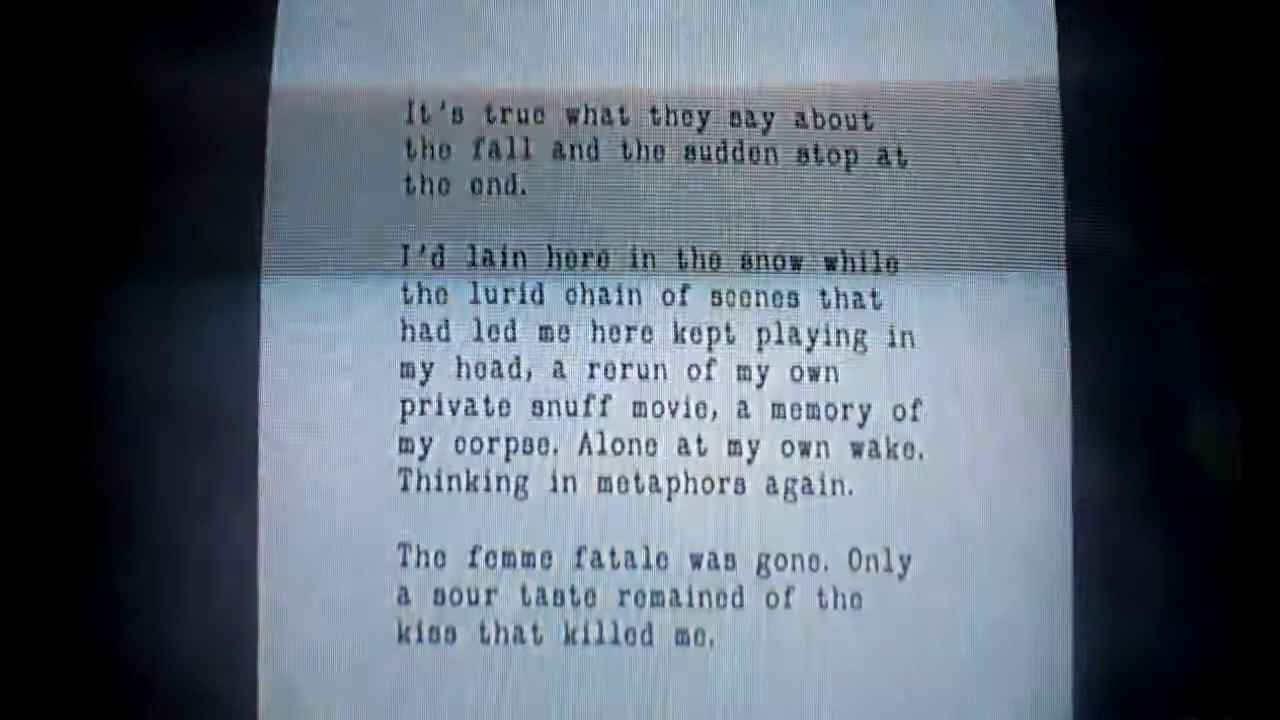 It's true what they say about
the fall and the sudden stop at
the end.
I'd lain here in the snow while
the lurid chain of scenes that
had led me here kept playing in
my head, a rerun of my own
private snuff movie, a memory of
my corpse. Alone at my own wake.
Thinking in metaphors again.
The femme fatale was gone. Only
a sour taste remained of the
kiss that killed me.